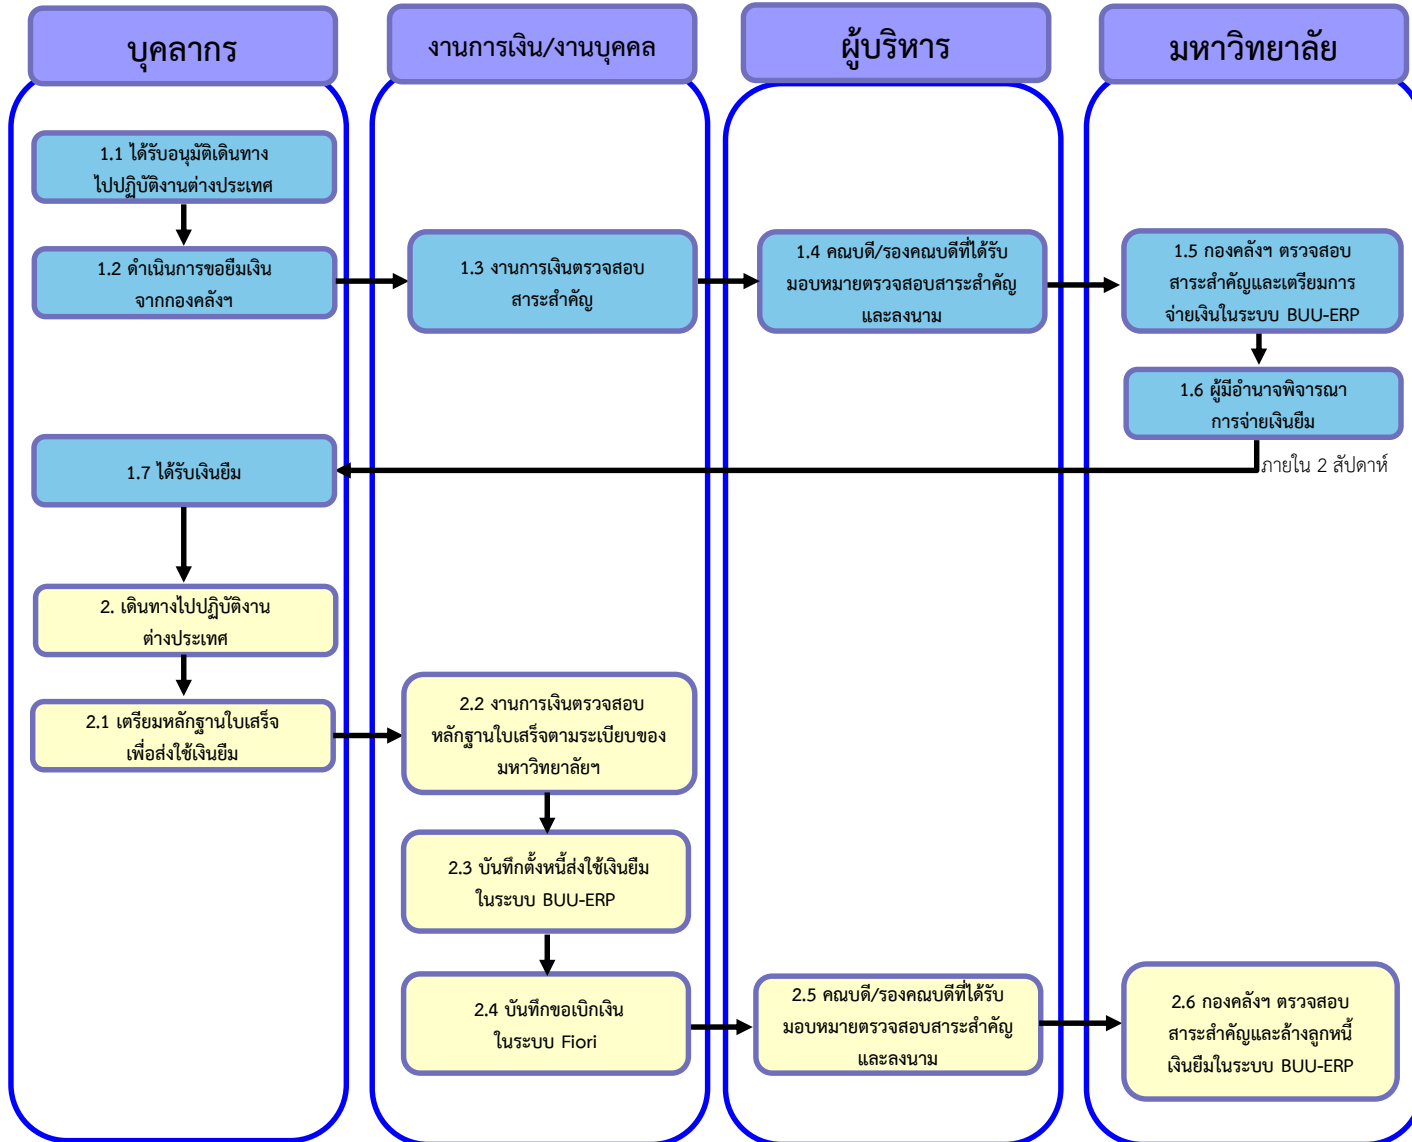 บุคลากร
งานการเงิน/งานบุคคล
ผู้บริหาร
มหาวิทยาลัย
1.1 ได้รับอนุมัติเดินทาง
ไปปฏิบัติงานต่างประเทศ
1.2 ดำเนินการขอยืมเงิน
จากกองคลังฯ
1.3 งานการเงินตรวจสอบ
สาระสำคัญ
1.4 คณบดี/รองคณบดีที่ได้รับ
มอบหมายตรวจสอบสาระสำคัญ
และลงนาม
1.5 กองคลังฯ ตรวจสอบ
สาระสำคัญและเตรียมการ
จ่ายเงินในระบบ BUU-ERP
1.6 ผู้มีอำนาจพิจารณา
การจ่ายเงินยืม
ภายใน 2 สัปดาห์
1.7 ได้รับเงินยืม
2. เดินทางไปปฏิบัติงาน
ต่างประเทศ
2.1 เตรียมหลักฐานใบเสร็จ
เพื่อส่งใช้เงินยืม
2.2 งานการเงินตรวจสอบ
หลักฐานใบเสร็จตามระเบียบของ
มหาวิทยาลัยฯ
2.3 บันทึกตั้งหนี้ส่งใช้เงินยืม
ในระบบ BUU-ERP
2.4 บันทึกขอเบิกเงิน
ในระบบ Fiori
2.5 คณบดี/รองคณบดีที่ได้รับ
มอบหมายตรวจสอบสาระสำคัญ
และลงนาม
2.6 กองคลังฯ ตรวจสอบ
สาระสำคัญและล้างลูกหนี้
เงินยืมในระบบ BUU-ERP